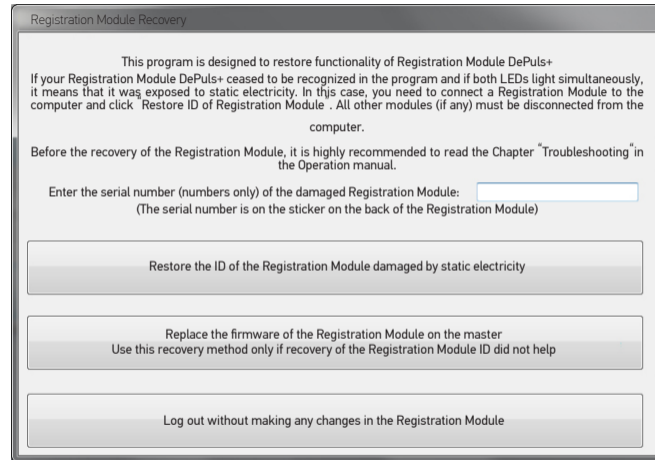 Registration Module Recovery
This program is designed to restore functionality of Registration Module DePuls+
If your Registration Module DePuls+ ceased to be recognized in the program and if both LEDs light simultaneously,
it means that it was exposed to static electricity. In this case, you need to connect a Registration Module to the
computer and click "Restore ID of Registration Module". All other modules (if any) must be disconnected from the
computer.
Before the recovery of the Registration Module, it is highly recommended to read the Chapter "Troubleshooting" in
the Operation manual.
Enter the serial number (numbers only) of the damaged Registration Module:
(The serial number is on the sticker on the back of the Registration Module)
Restore the ID of the Registration Module damaged by static electricity
Replace the firmware of the Registration Module on the master
Use this recovery method only if recovery of the Registration Module ID did not help
Log out without making any changes in the Registration Module